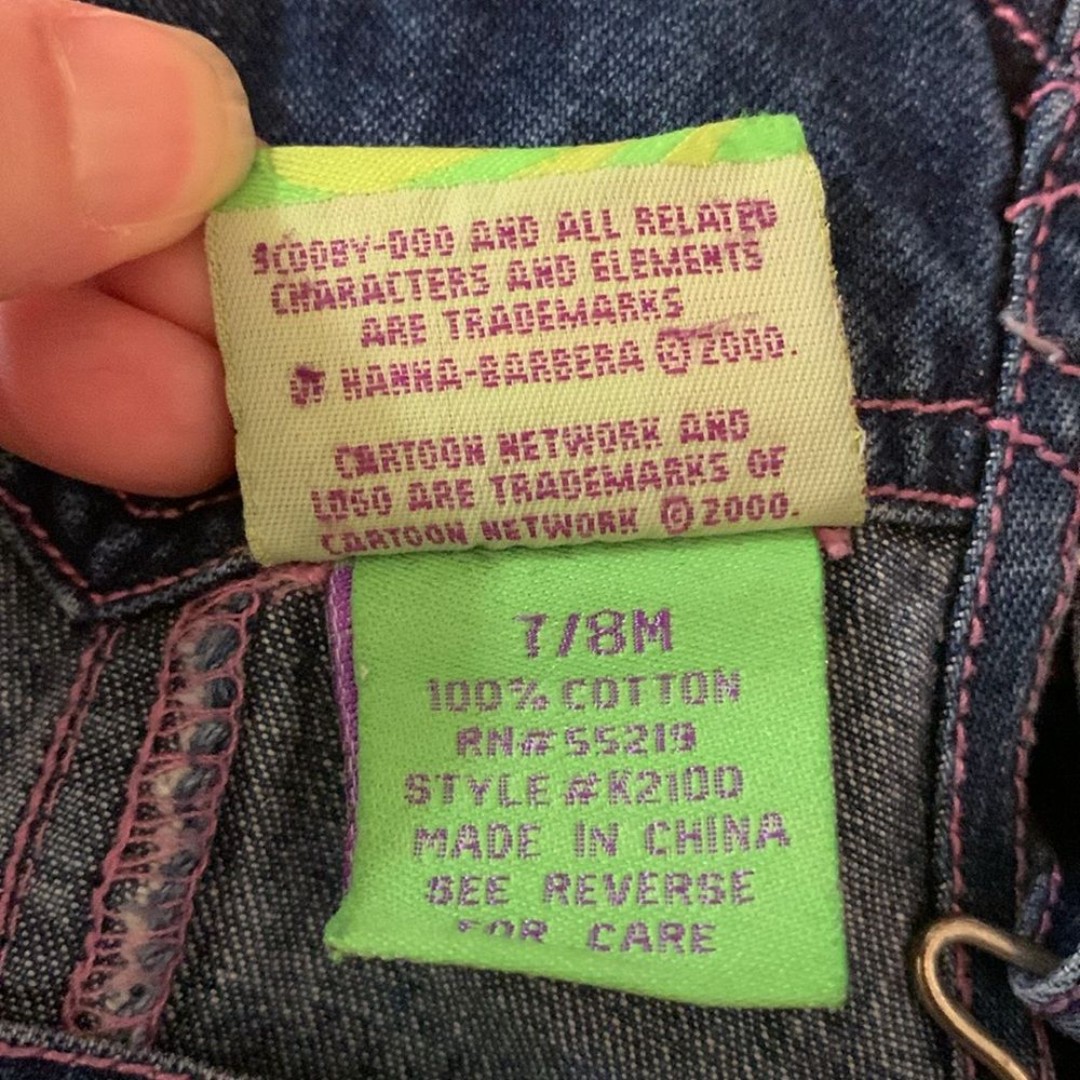 SCOOBY-DOO AND ALL RELATED
CHARACTERS AND ELEMENTS
ARE TRADEMARKS
OF HANNA-BARBERA ©2000.
CARTOON NETWORK AND
LOGO ARE TRADEMARKS OF
CARTOON NETWORK ©2000.
7/8M
100% COTTON
RN#55219
STYLE#K2100
MADE IN CHINA
SEE REVERSE
FOR CARE